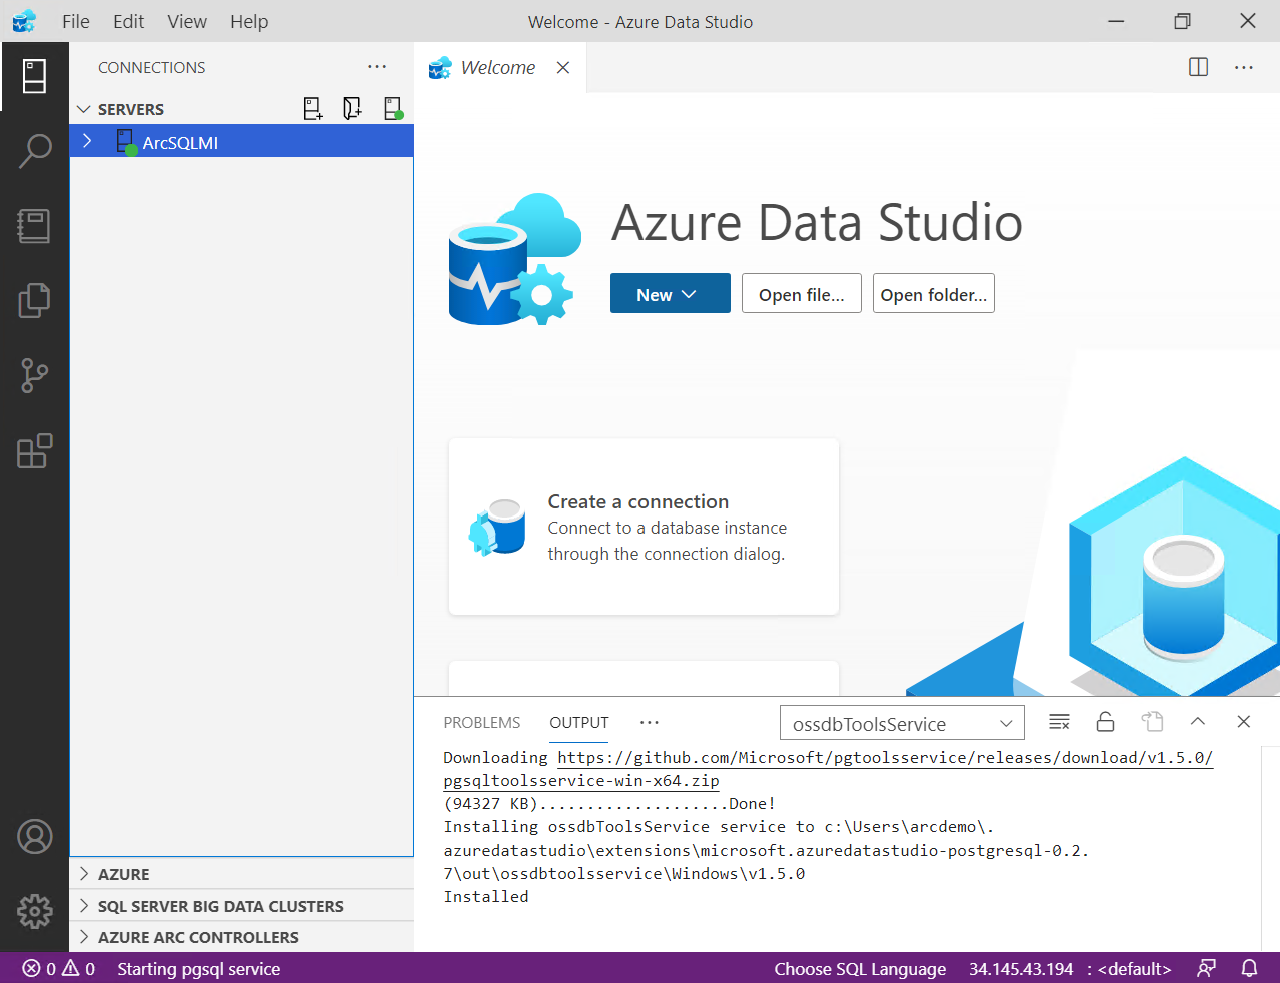 File Edit View Help
Welcome - Azure Data Studio
CONNECTIONS
Welcome
SERVERS
ArcSQLMI
Azure Data Studio
New
Open file...
Open folder...
Create a connection
Connect to a database instance
through the connection dialog.
PROBLEMS
OUTPUT
ossdbToolsService
Downloading https://github.com/Microsoft/pgtoolsservice/releases/download/v1.5.0/
pgsqltoolsservice-win-x64.zip
(94327 KB)....................Done!
Installing ossdbToolsService service to c:\Users\arcdemo\.
azuredatastudio\extensions\microsoft.azuredatastudio-postgresql-0.2.
7\out\ossdbtoolsservice\Windows\v1.5.0
Installed
AZURE
SQL SERVER BIG DATA CLUSTERS
AZURE ARC CONTROLLERS
0 0 Starting pgsql service
Choose SQL Language
34.145.43.194 : <default>